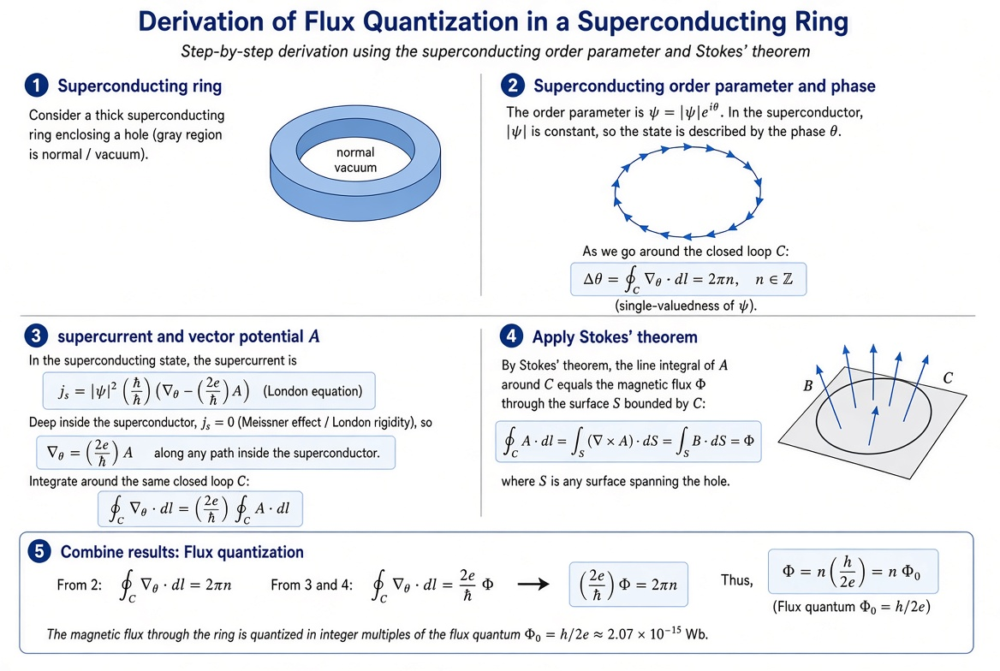 Derivation of Flux Quantization in a Superconducting Ring
Step-by-step derivation using the superconducting order parameter and Stokes’ theorem
1 Superconducting ring
Consider a thick superconducting
ring enclosing a hole (gray region
is normal / vacuum).
normal
vacuum
2 Superconducting order parameter and phase
The order parameter is ψ = |ψ|e^{iθ}. In the superconductor,
|ψ| is constant, so the state is described by the phase θ.
As we go around the closed loop C:
Δθ = ∮_C ∇_θ · dl = 2πn, n ∈ ℤ
(single-valuedness of ψ).
3 supercurrent and vector potential A
In the superconducting state, the supercurrent is
j_s = |ψ|² (ħ/ħ) (∇_θ − (2e/ħ) A) (London equation)
Deep inside the superconductor, j_s = 0 (Meissner effect / London rigidity), so
∇_θ = (2e/ħ) A along any path inside the superconductor.
Integrate around the same closed loop C:
∮_C ∇_θ · dl = (2e/ħ) ∮_C A · dl
4 Apply Stokes’ theorem
By Stokes’ theorem, the line integral of A
around C equals the magnetic flux Φ
through the surface S bounded by C:
∮_C A · dl = ∫_S (∇ × A) · dS = ∫_S B · dS = Φ
where S is any surface spanning the hole.
B
C
5 Combine results: Flux quantization
From 2: ∮_C ∇_θ · dl = 2πn
From 3 and 4: ∮_C ∇_θ · dl = 2e/ħ Φ → (2e/ħ) Φ = 2πn
Thus, Φ = n (h/2e) = n Φ₀
(Flux quantum Φ₀ = h/2e)
The magnetic flux through the ring is quantized in integer multiples of the flux quantum Φ₀ = h/2e ≈ 2.07 × 10⁻¹⁵ Wb.